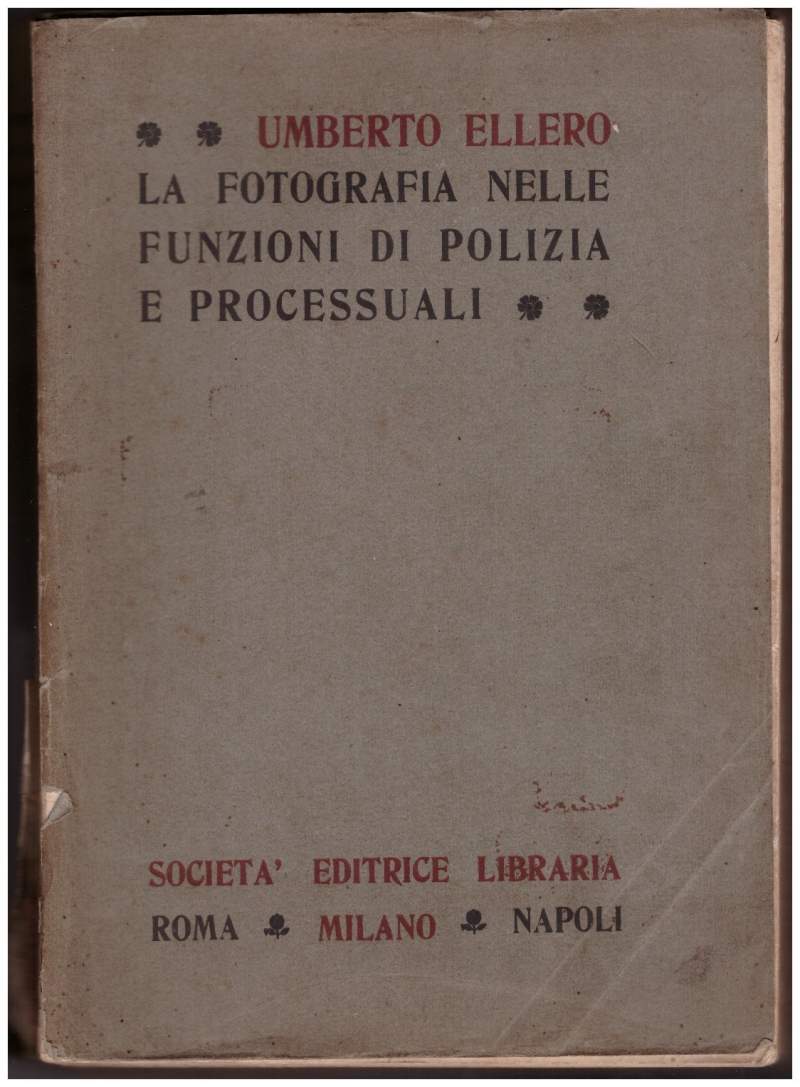 UMBERTO ELLERO
LA FOTOGRAFIA NELLE
FUNZIONI DI POLIZIA
E PROCESSUALI
SOCIETA' EDITRICE LIBRARIA
ROMA MILANO NAPOLI